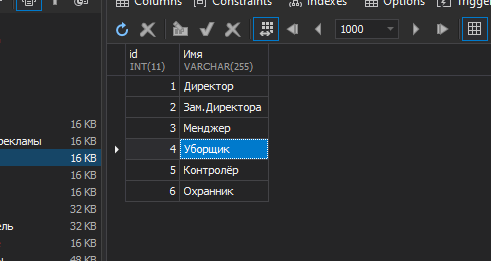 Columns Constraints Indexes Options Trigge
1000
id Имя
INT(11) VARCHAR(255)
1 Директор
2 Зам.Директора
3 Менджер
4 Уборщик
5 Контролёр
6 Охранник
16 KB
рекламы 16 KB
16 KB
16 KB
16 KB
32 KB
ель 32 KB
16 KB
48 KB